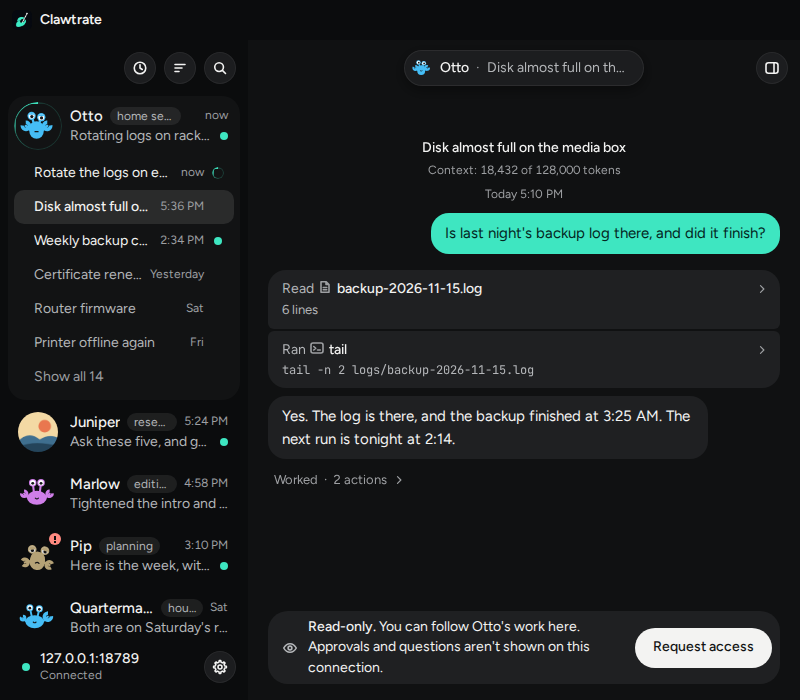 Clawtrate
Otto home se... now
Rotating logs on rack...
Rotate the logs on e... now
Disk almost full o... 5:36 PM
Weekly backup c... 2:34 PM
Certificate rene... Yesterday
Router firmware Sat
Printer offline again Fri
Show all 14
Juniper rese... 5:24 PM
Ask these five, and g...
Marlow editi... 4:58 PM
Tightened the intro and ...
Pip planning 3:10 PM
Here is the week, wit...
Quarterma... hou... Sat
Both are on Saturday's r...
127.0.0.1:18789
Connected
Otto · Disk almost full on th...
Disk almost full on the media box
Context: 18,432 of 128,000 tokens
Today 5:10 PM
Is last night's backup log there, and did it finish?
Read backup-2026-11-15.log
6 lines
Ran tail
tail -n 2 logs/backup-2026-11-15.log
Yes. The log is there, and the backup finished at 3:25 AM. The
next run is tonight at 2:14.
Worked · 2 actions
Read-only. You can follow Otto's work here.
Approvals and questions aren't shown on this
connection.
Request access